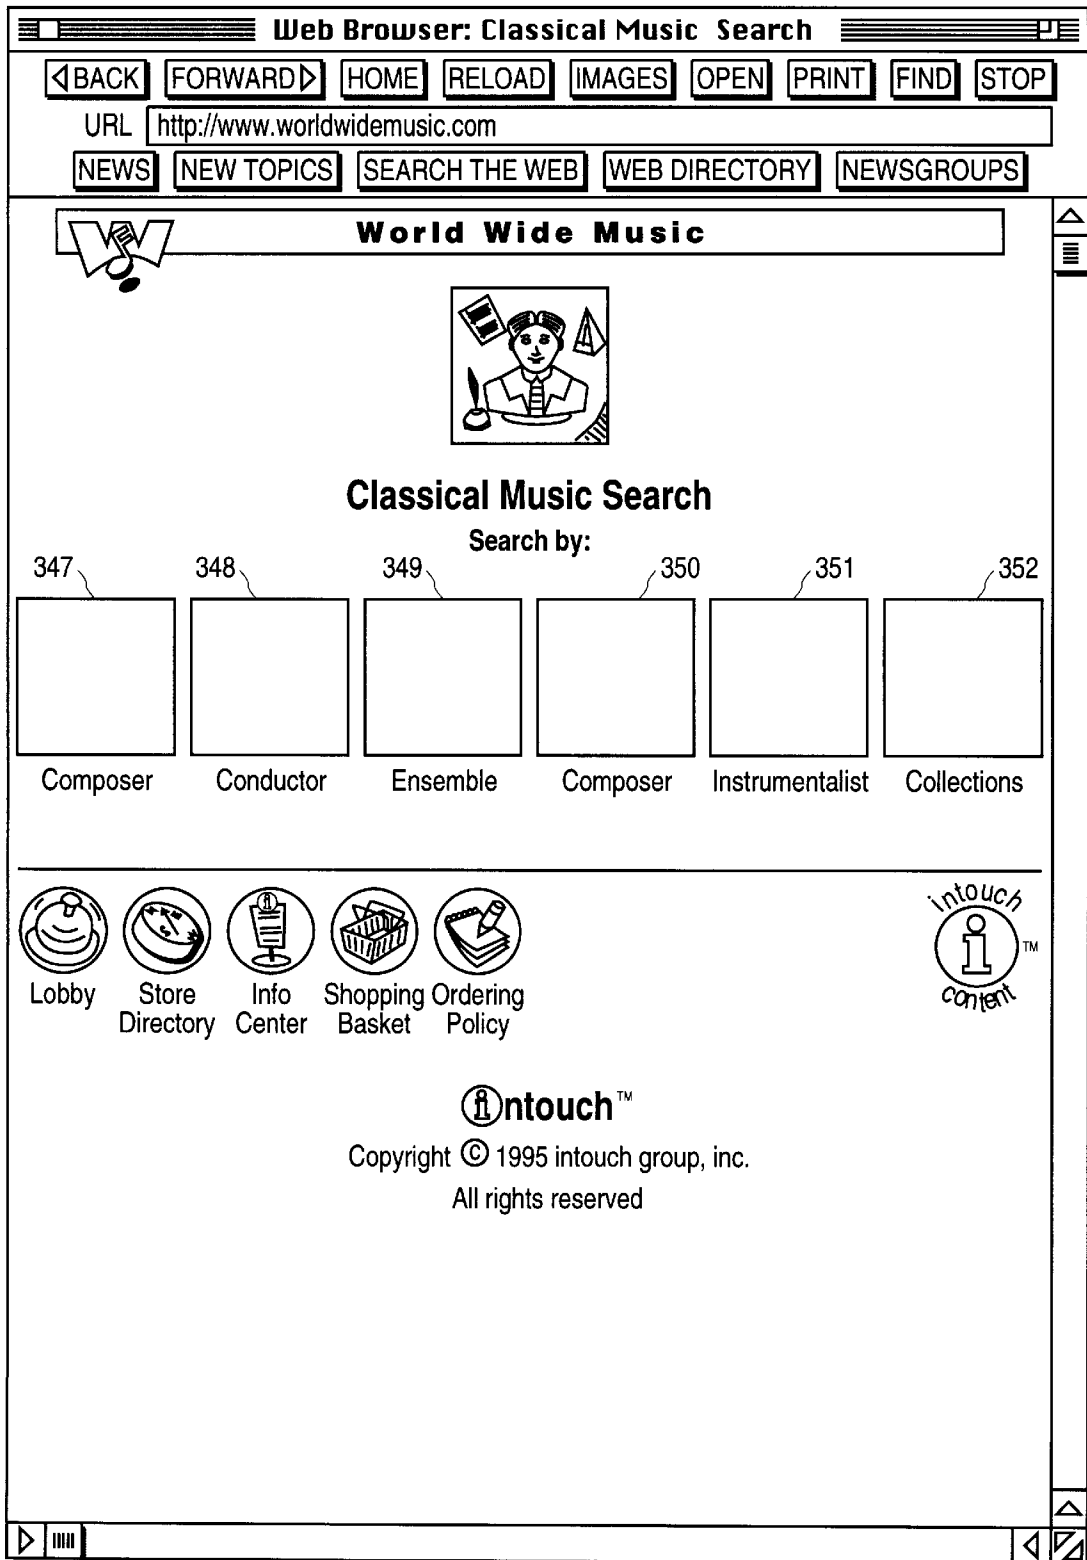 Web Browser: Classical Music Search
BACK FORWARD HOME RELOAD IMAGES OPEN PRINT FIND STOP
URL http://www.worldwidemusic.com
NEWS NEW TOPICS SEARCH THE WEB WEB DIRECTORY NEWSGROUPS
W World Wide Music
Classical Music Search
Search by:
347 348 349 350 351 352
Composer Conductor Ensemble Composer Instrumentalist Collections
Lobby Store Directory Info Center Shopping Basket Ordering Policy
intouch i ™ content
intouch™
Copyright © 1995 intouch group, inc.
All rights reserved